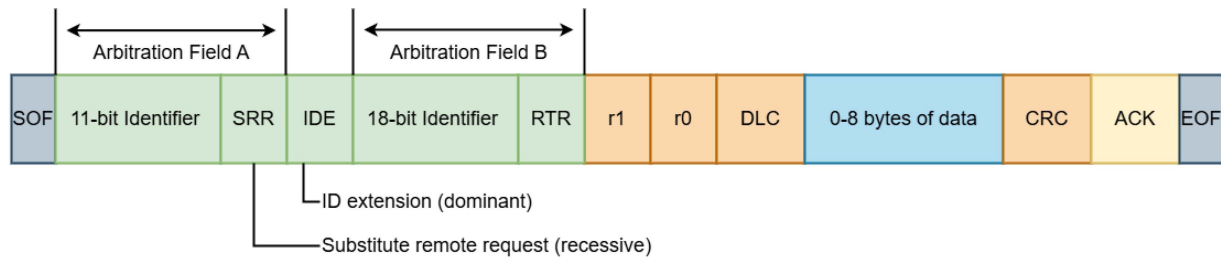 Arbitration Field A
Arbitration Field B
SOF
11-bit Identifier
SRR
IDE
18-bit Identifier
RTR
r1
r0
DLC
0-8 bytes of data
CRC
ACK
EOF
ID extension (dominant)
Substitute remote request (recessive)